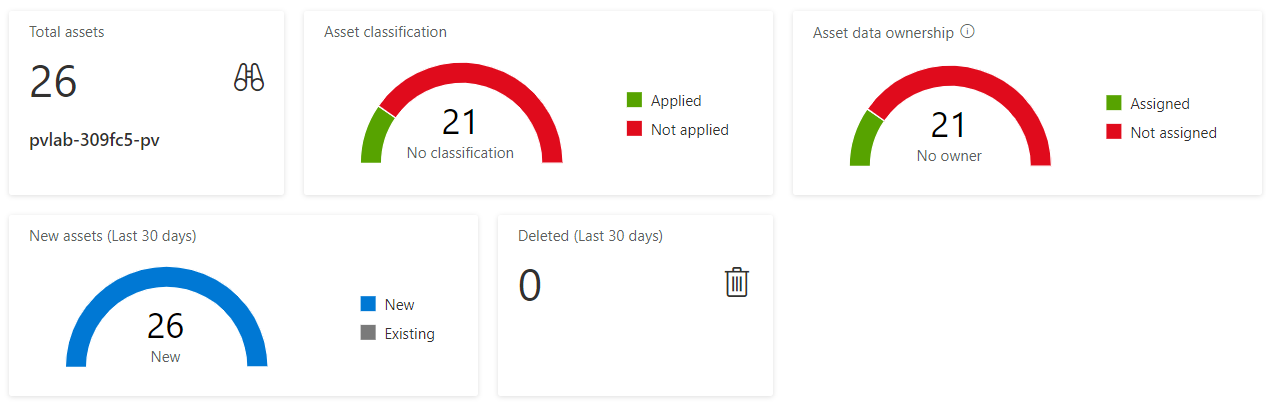 Total assets
26
pvlab-309fc5-pv
Asset classification
21
No classification
Applied
Not applied
Asset data ownership
21
No owner
Assigned
Not assigned
New assets (Last 30 days)
26
New
New
Existing
Deleted (Last 30 days)
0